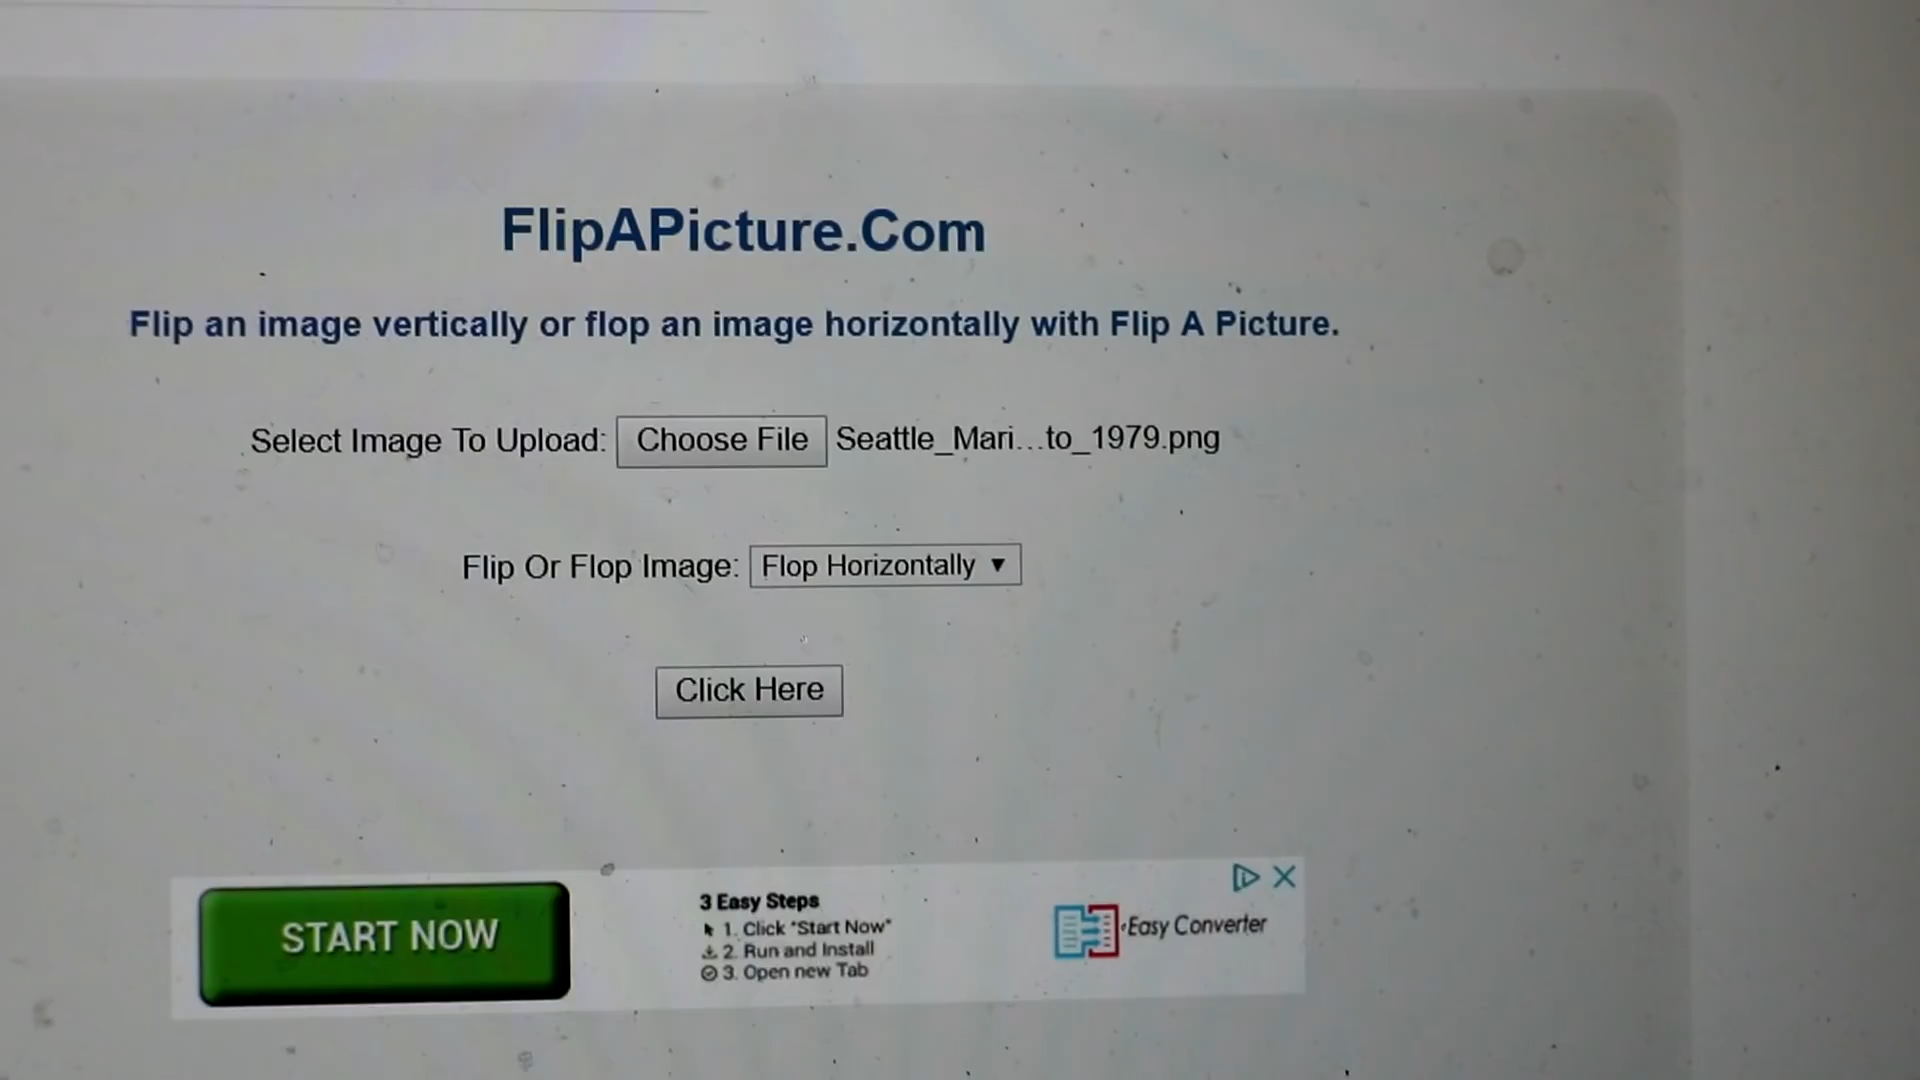 FlipAPicture.Com
Flip an image vertically or flop an image horizontally with Flip A Picture.
Select Image To Upload: Choose File Seattle_Mari...to_1979.png
Flip Or Flop Image: Flop Horizontally ▼
Click Here
START NOW
3 Easy Steps
1. Click "Start Now"
2. Run and Install
3. Open new Tab
Easy Converter